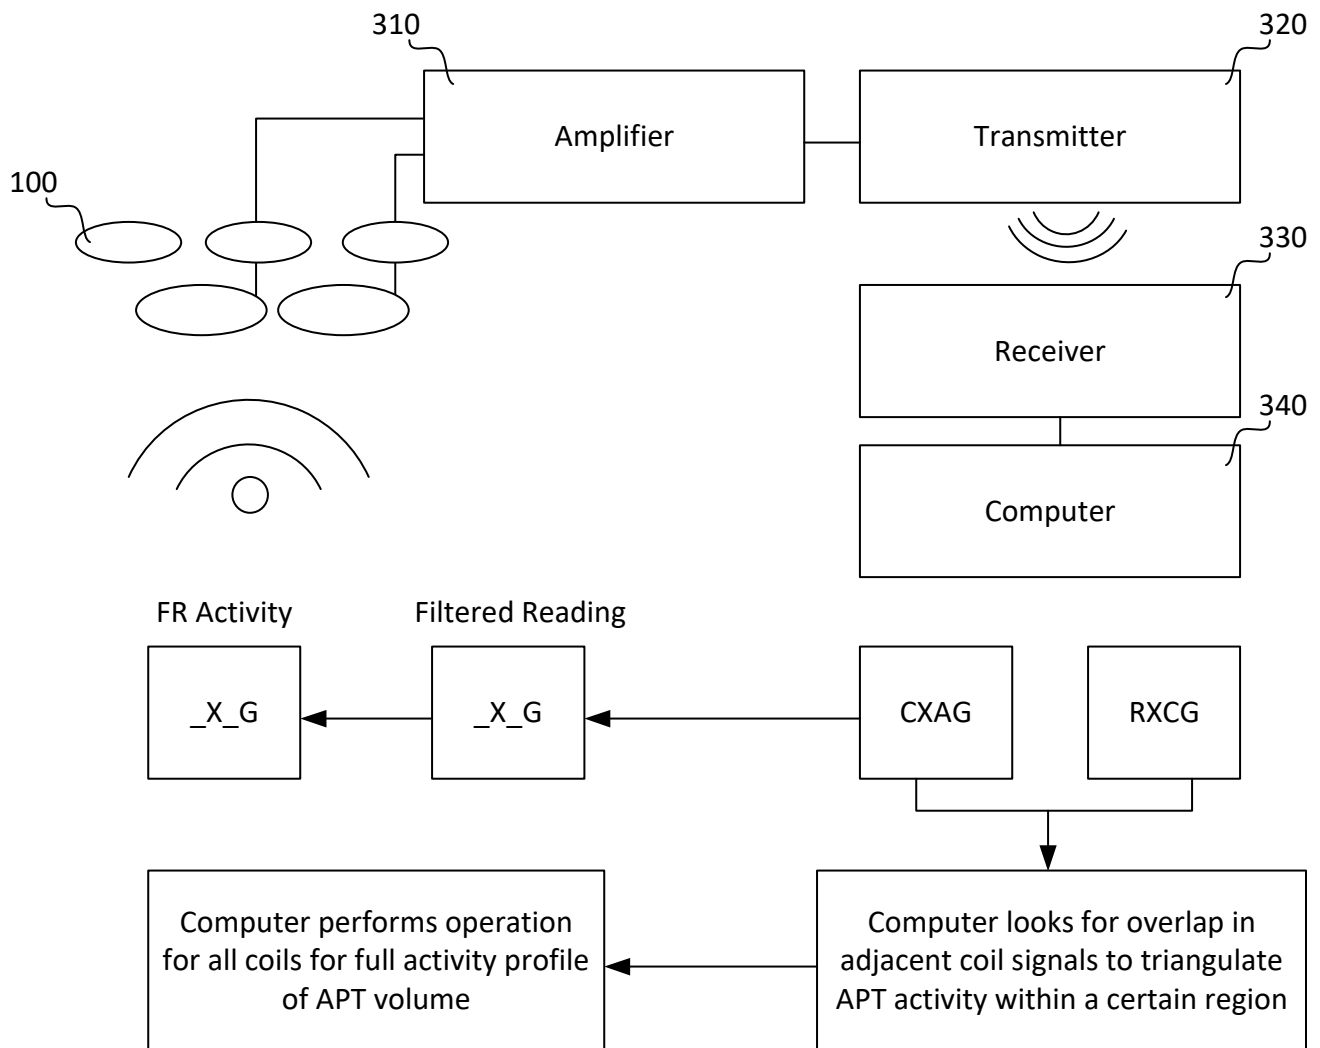 310
320
Amplifier
Transmitter
100
330
Receiver
340
Computer
FR Activity
Filtered Reading
_X_G
_X_G
CXAG
RXCG
Computer performs operation
for all coils for full activity profile
of APT volume
Computer looks for overlap in
adjacent coil signals to triangulate
APT activity within a certain region